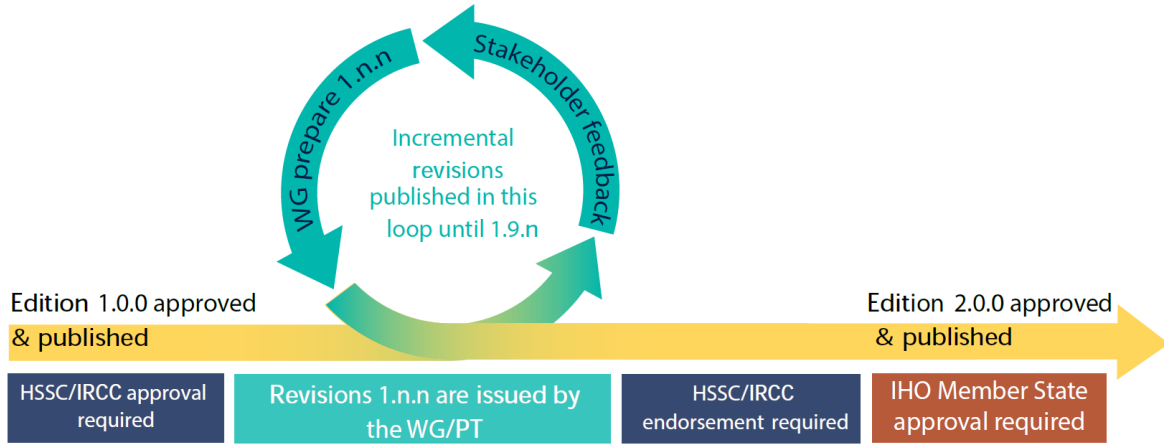 WG prepare 1.n.n
Stakeholder feedback
Incremental
revisions
published in this
loop until 1.9.n
Edition 1.0.0 approved
& published
Edition 2.0.0 approved
& published
HSSC/IRCC approval
required
Revisions 1.n.n are issued by
the WG/PT
HSSC/IRCC
endorsement required
IHO Member State
approval required